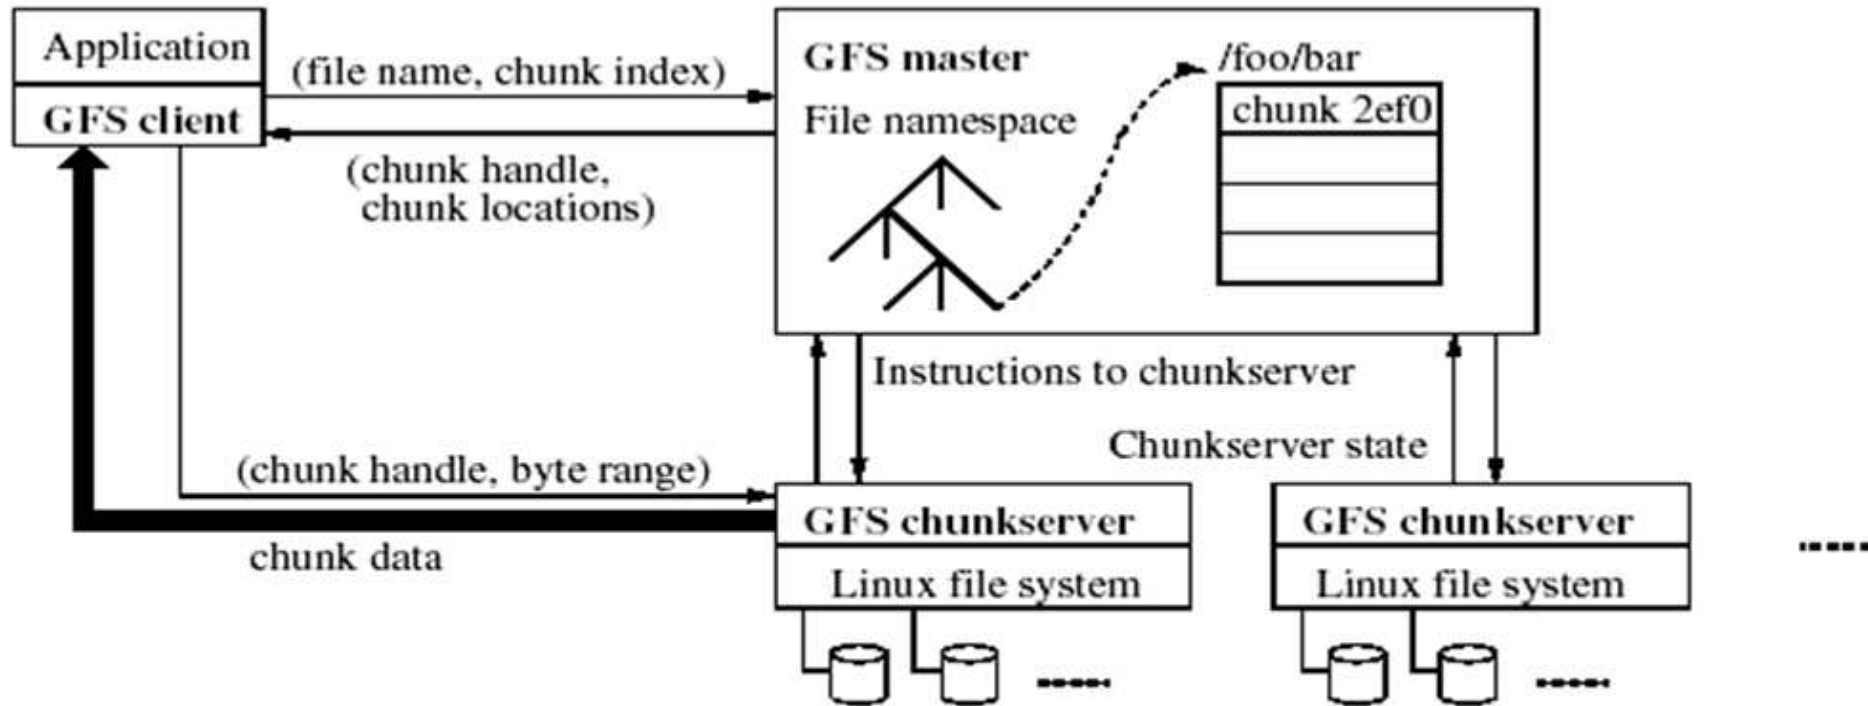 Application
GFS client
(file name, chunk index)
(chunk handle,
chunk locations)
GFS master
File namespace
/foo/bar
chunk 2ef0
Instructions to chunkserver
Chunkserver state
(chunk handle, byte range)
chunk data
GFS chunkserver
Linux file system
GFS chunkserver
Linux file system